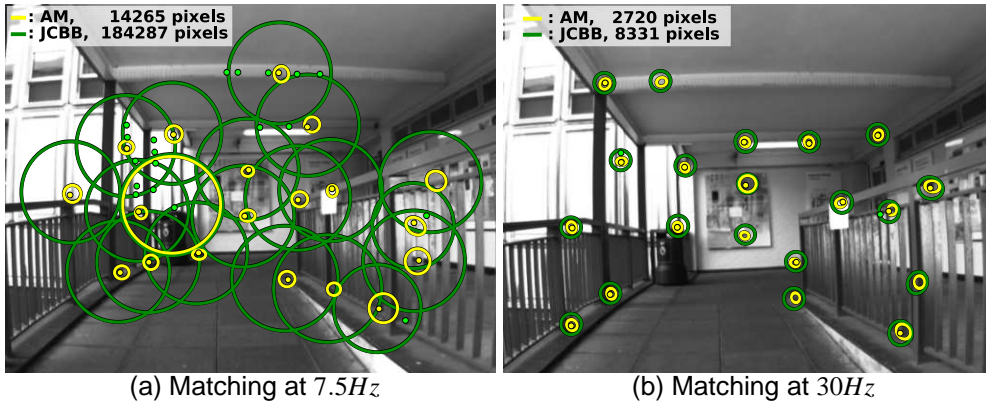 : AM, 14265 pixels
: JCBB, 184287 pixels
: AM, 2720 pixels
: JCBB, 8331 pixels
(a) Matching at 7.5Hz
(b) Matching at 30Hz